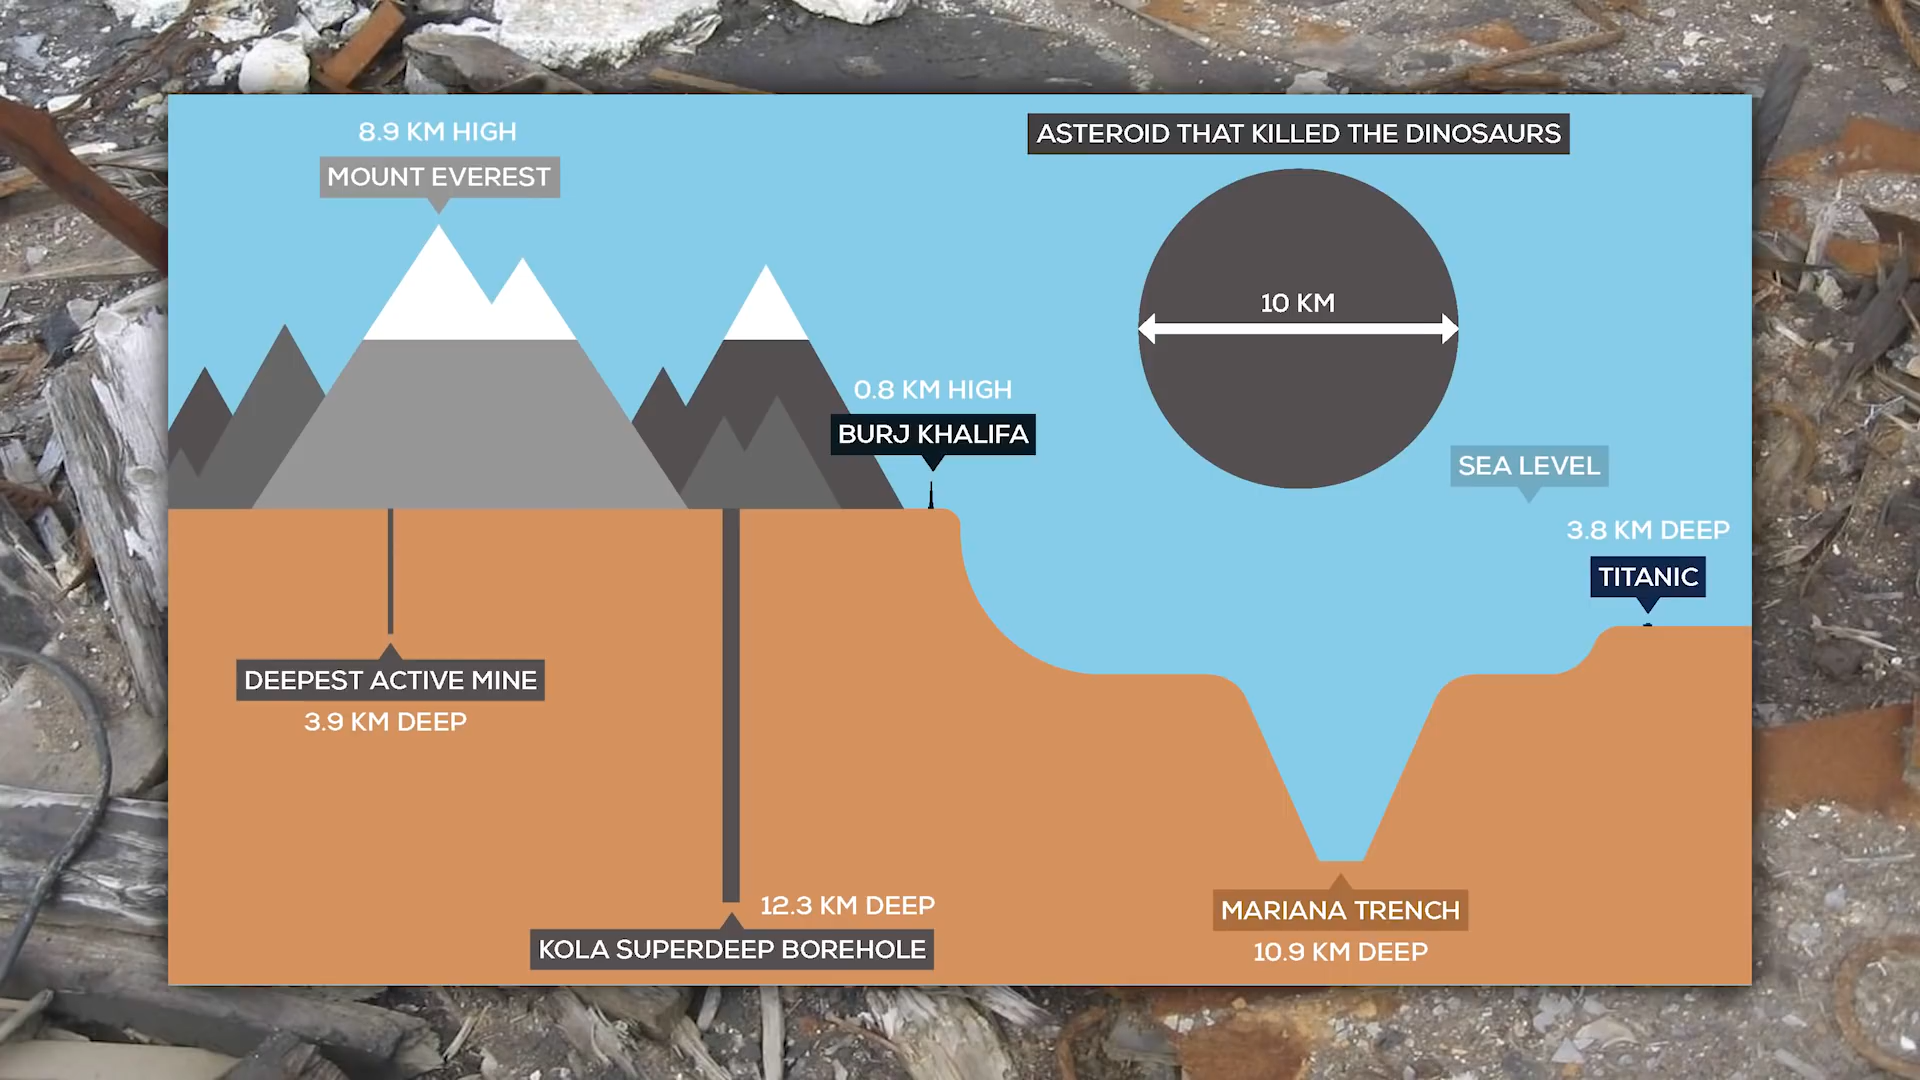 8.9 KM HIGH
MOUNT EVEREST
ASTEROID THAT KILLED THE DINOSAURS
10 KM
0.8 KM HIGH
BURJ KHALIFA
SEA LEVEL
3.8 KM DEEP
TITANIC
DEEPEST ACTIVE MINE
3.9 KM DEEP
12.3 KM DEEP
KOLA SUPERDEEP BOREHOLE
MARIANA TRENCH
10.9 KM DEEP